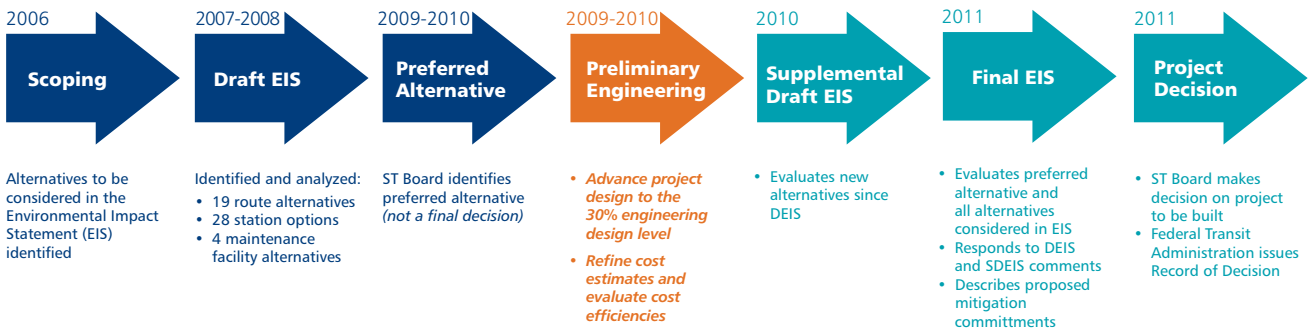 2006
Scoping
Alternatives to be
considered in the
Environmental Impact
Statement (EIS)
identified
2007-2008
Draft EIS
Identified and analyzed:
• 19 route alternatives
• 28 station options
• 4 maintenance
facility alternatives
2009-2010
Preferred
Alternative
ST Board identifies
preferred alternative
(not a final decision)
2009-2010
Preliminary
Engineering
• Advance project
design to the
30% engineering
design level
• Refine cost
estimates and
evaluate cost
efficiencies
2010
Supplemental
Draft EIS
• Evaluates new
alternatives since
DEIS
2011
Final EIS
• Evaluates preferred
alternative and
all alternatives
considered in EIS
• Responds to DEIS
and SDEIS comments
• Describes proposed
mitigation
committments
2011
Project
Decision
• ST Board makes
decision on project
to be built
• Federal Transit
Administration issues
Record of Decision